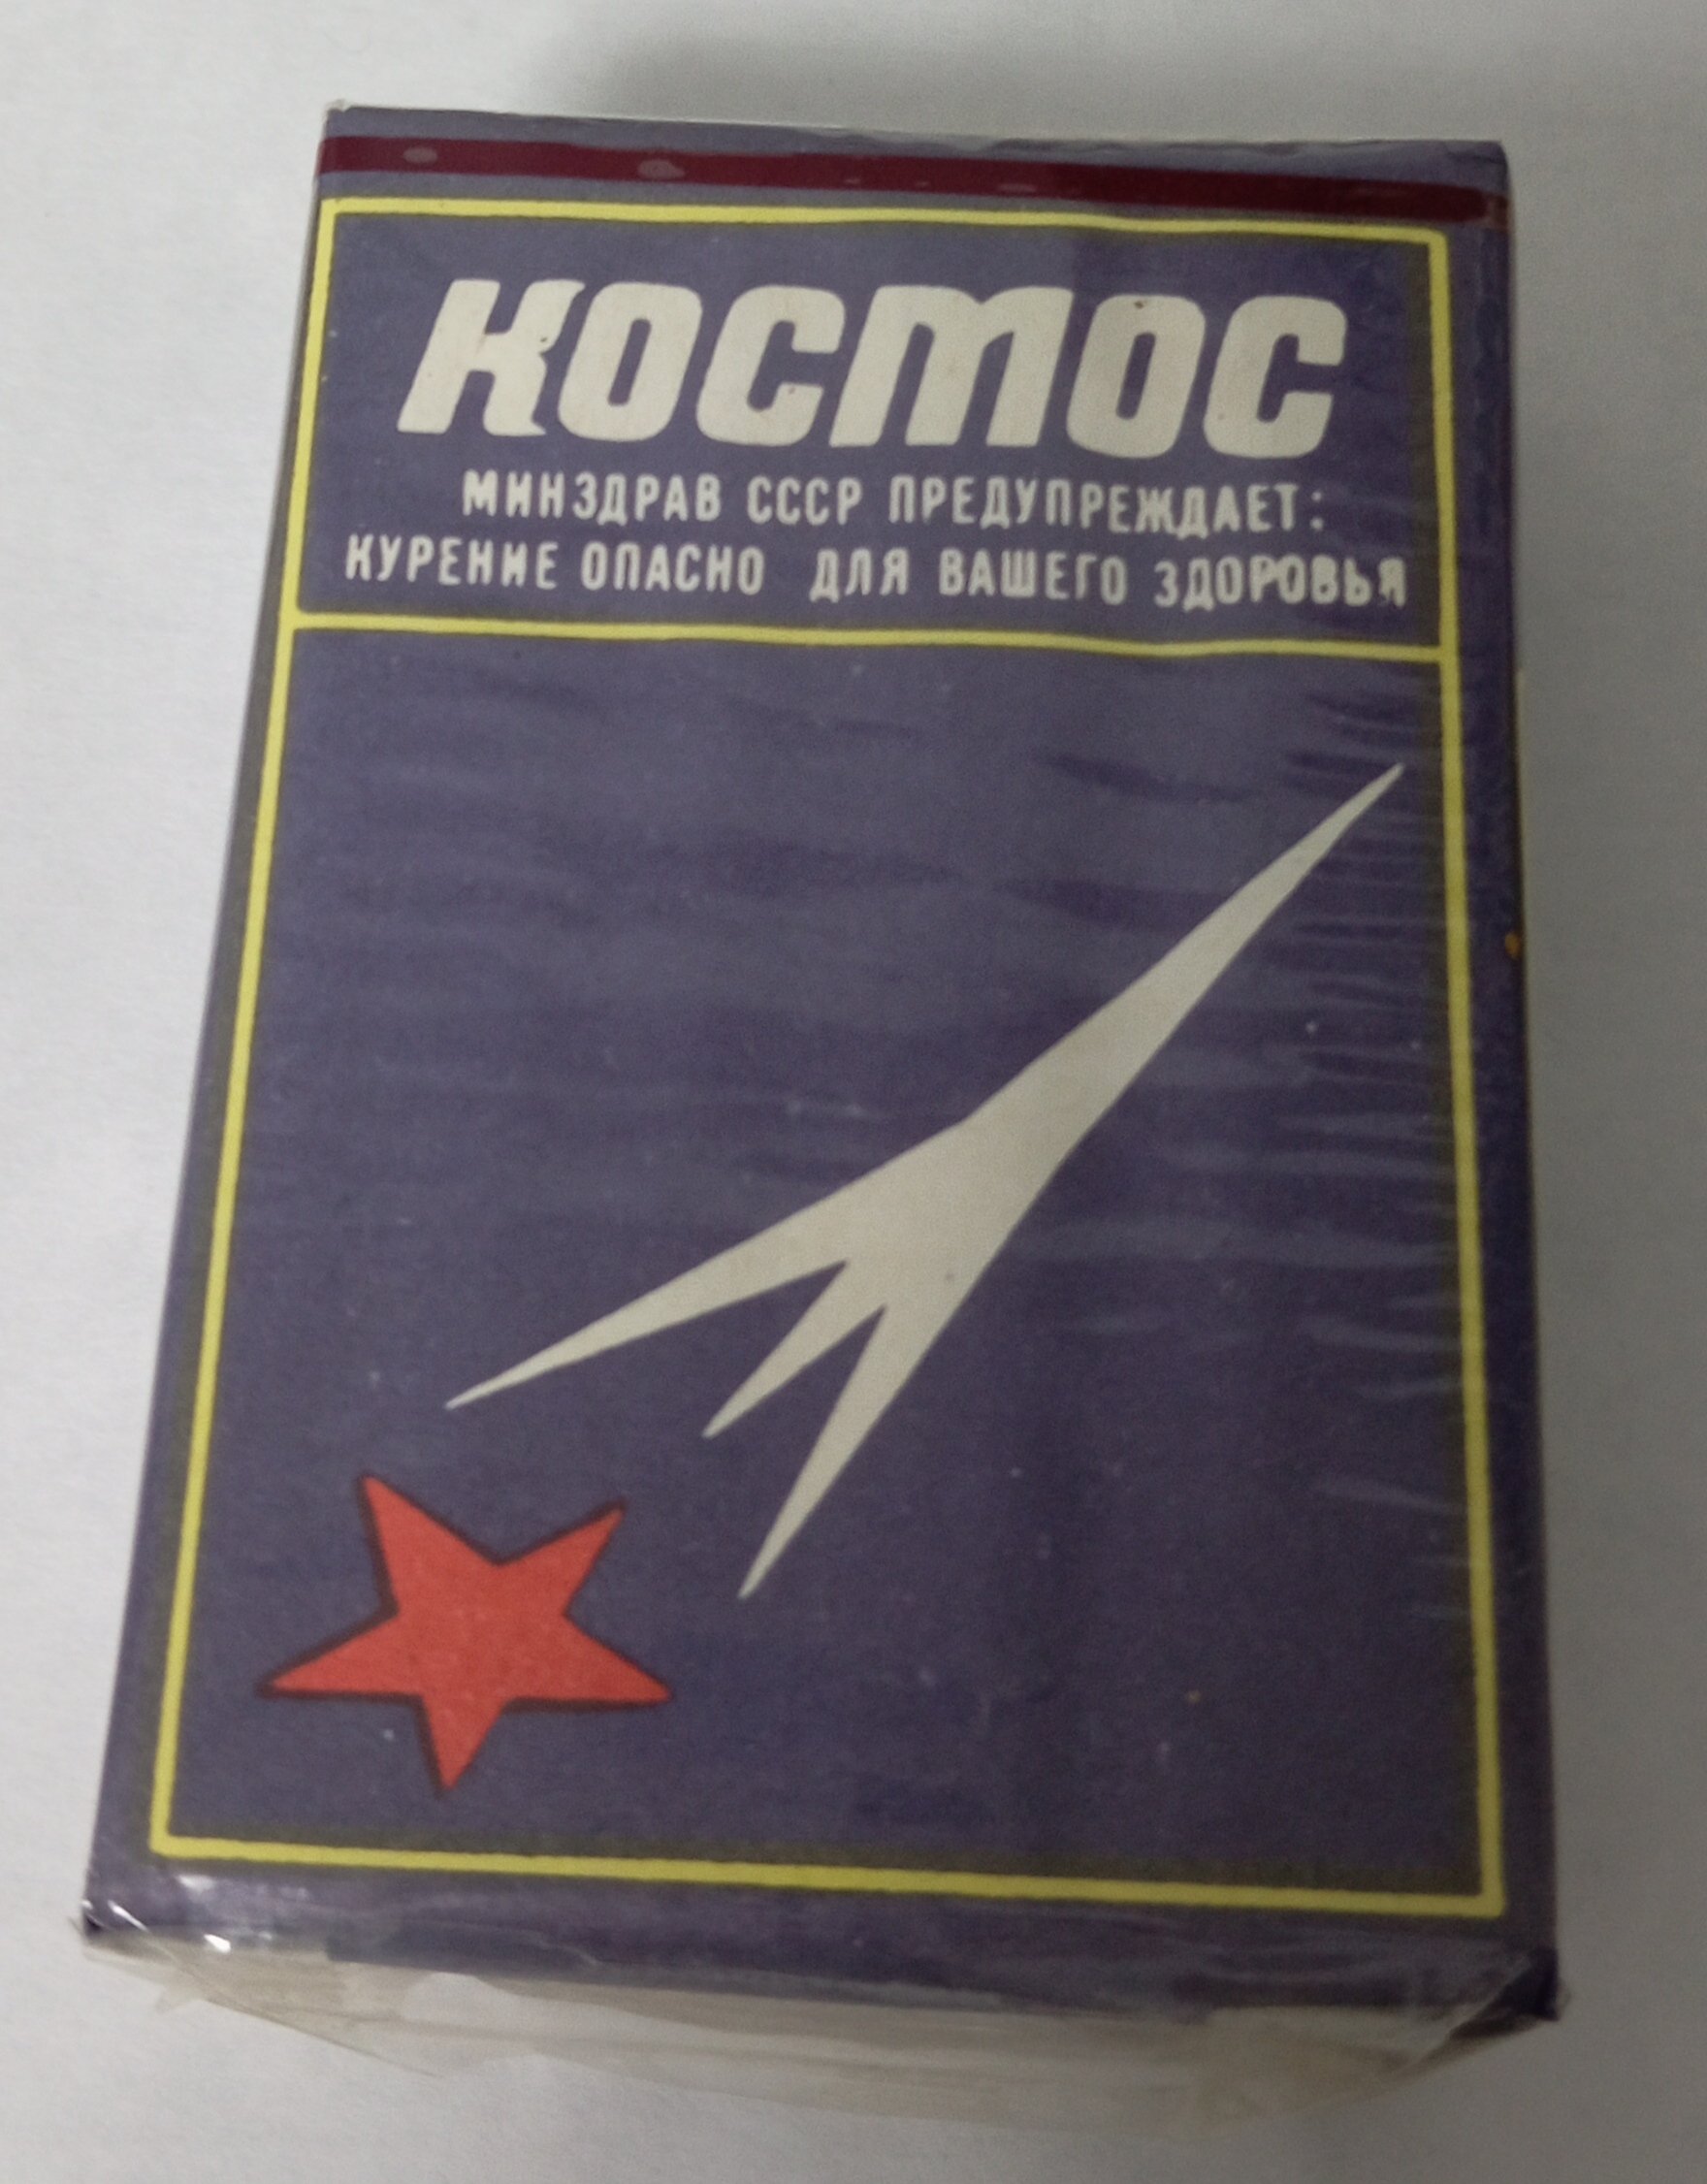 КОСМОС
МИНЗДРАВ СССР ПРЕДУПРЕЖДАЕТ:
КУРЕНИЕ ОПАСНО ДЛЯ ВАШЕГО ЗДОРОВЬЯ